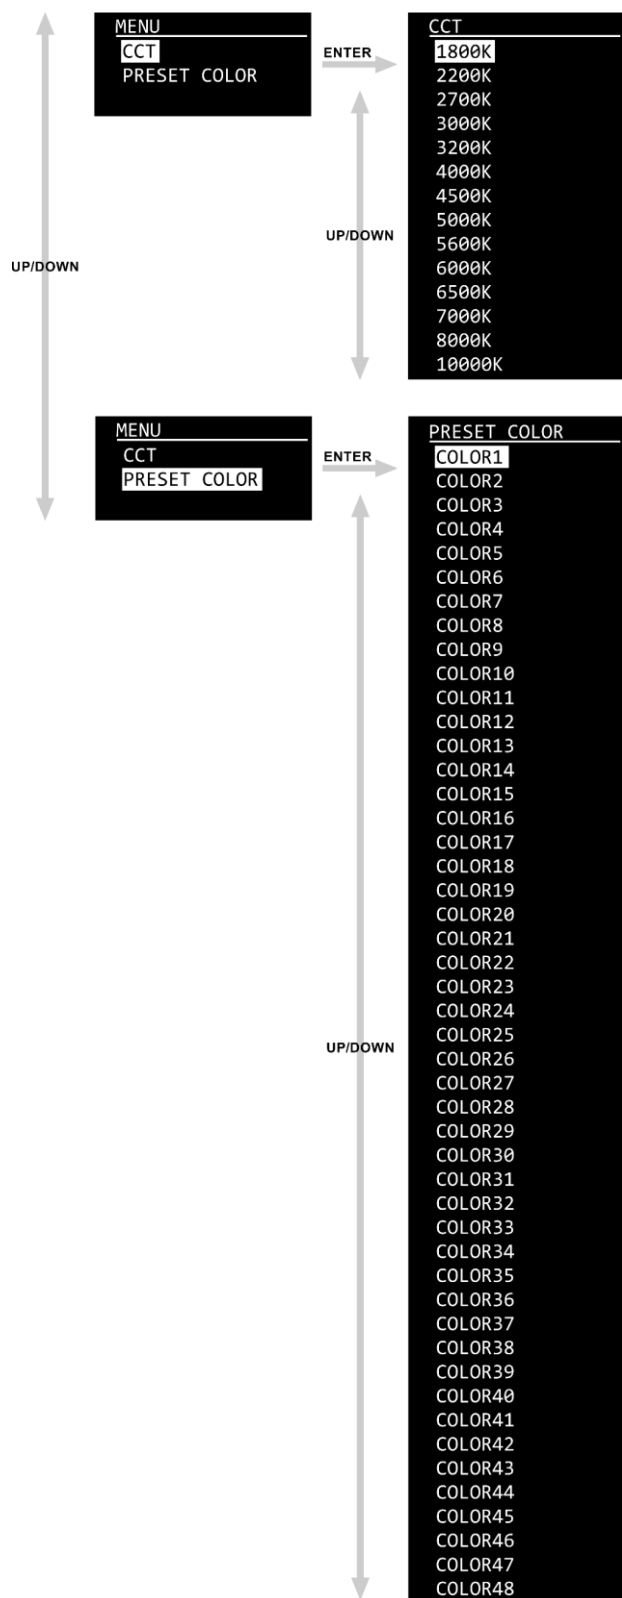 MENU
CCT
PRESET COLOR
ENTER
CCT
1800K
2200K
2700K
3000K
3200K
4000K
4500K
5000K
5600K
6000K
6500K
7000K
8000K
10000K
UP/DOWN
UP/DOWN
MENU
CCT
PRESET COLOR
ENTER
PRESET COLOR
COLOR1
COLOR2
COLOR3
COLOR4
COLOR5
COLOR6
COLOR7
COLOR8
COLOR9
COLOR10
COLOR11
COLOR12
COLOR13
COLOR14
COLOR15
COLOR16
COLOR17
COLOR18
COLOR19
COLOR20
COLOR21
COLOR22
COLOR23
COLOR24
COLOR25
COLOR26
COLOR27
COLOR28
COLOR29
COLOR30
COLOR31
COLOR32
COLOR33
COLOR34
COLOR35
COLOR36
COLOR37
COLOR38
COLOR39
COLOR40
COLOR41
COLOR42
COLOR43
COLOR44
COLOR45
COLOR46
COLOR47
COLOR48
UP/DOWN